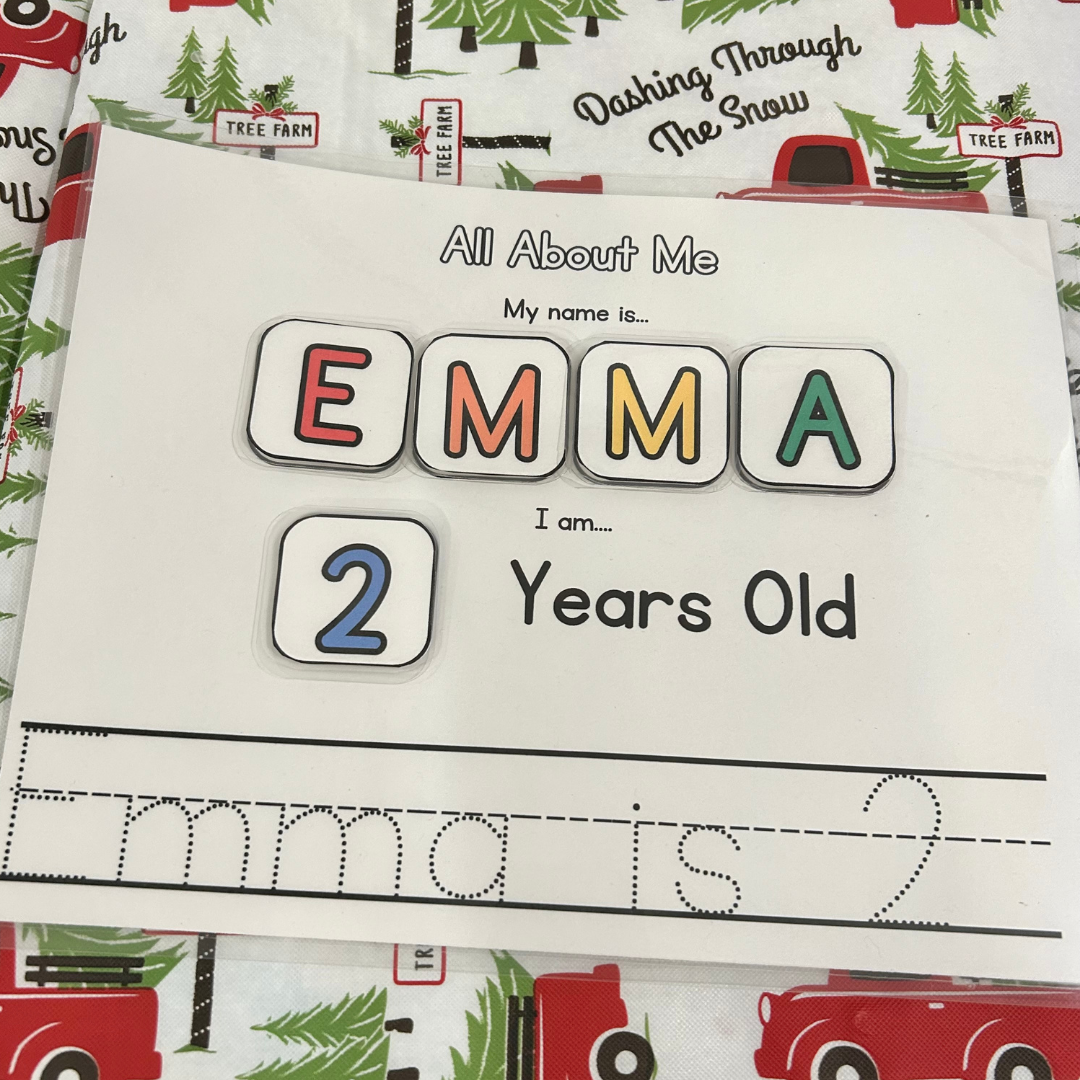 Dashing Through
The Snow
TREE FARM
TREE FARM
TREE FARM
All About Me
My name is...
EMMA
I am....
2 Years Old
Emma is 2